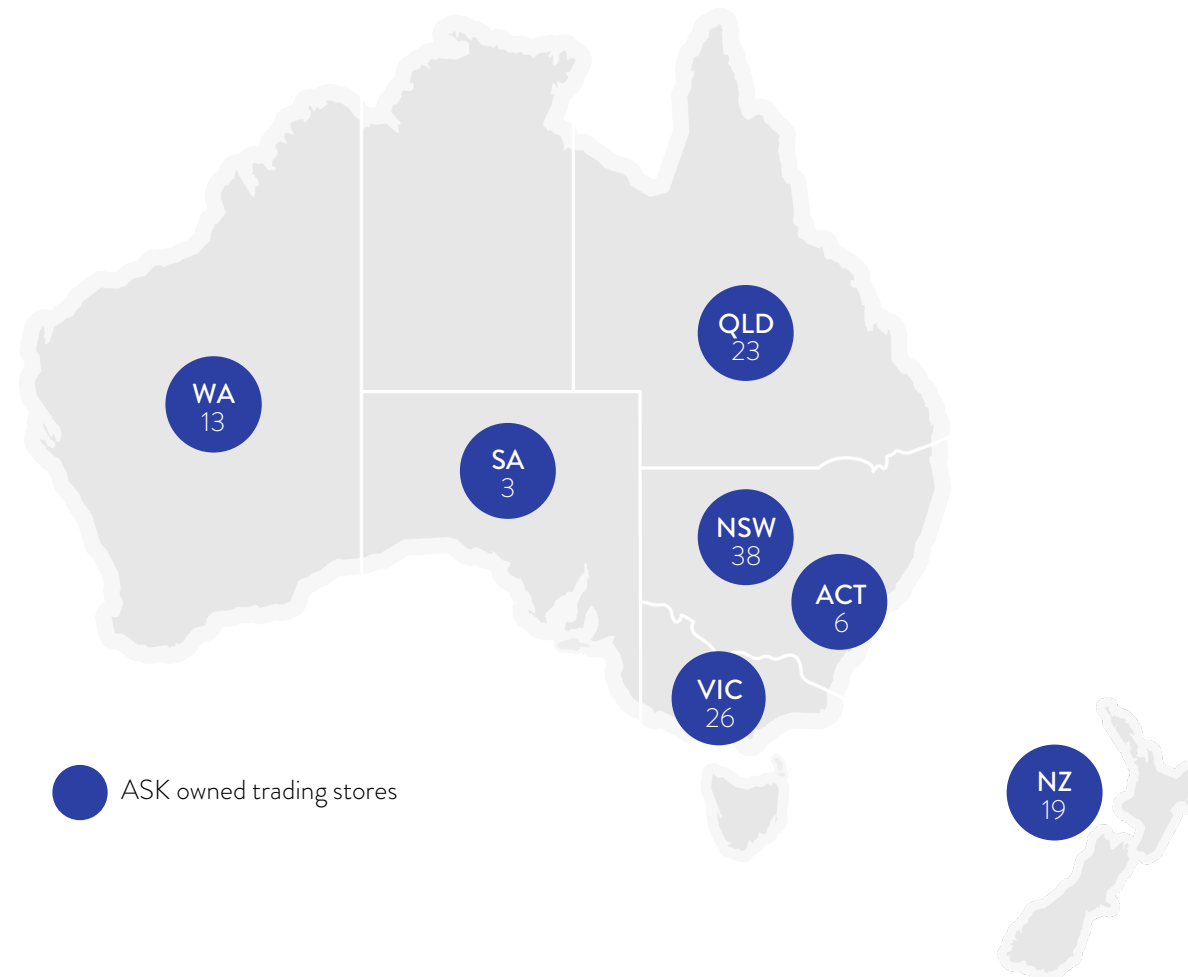 QLD
23
WA
13
SA
3
NSW
38
ACT
6
VIC
26
ASK owned trading stores
NZ
19